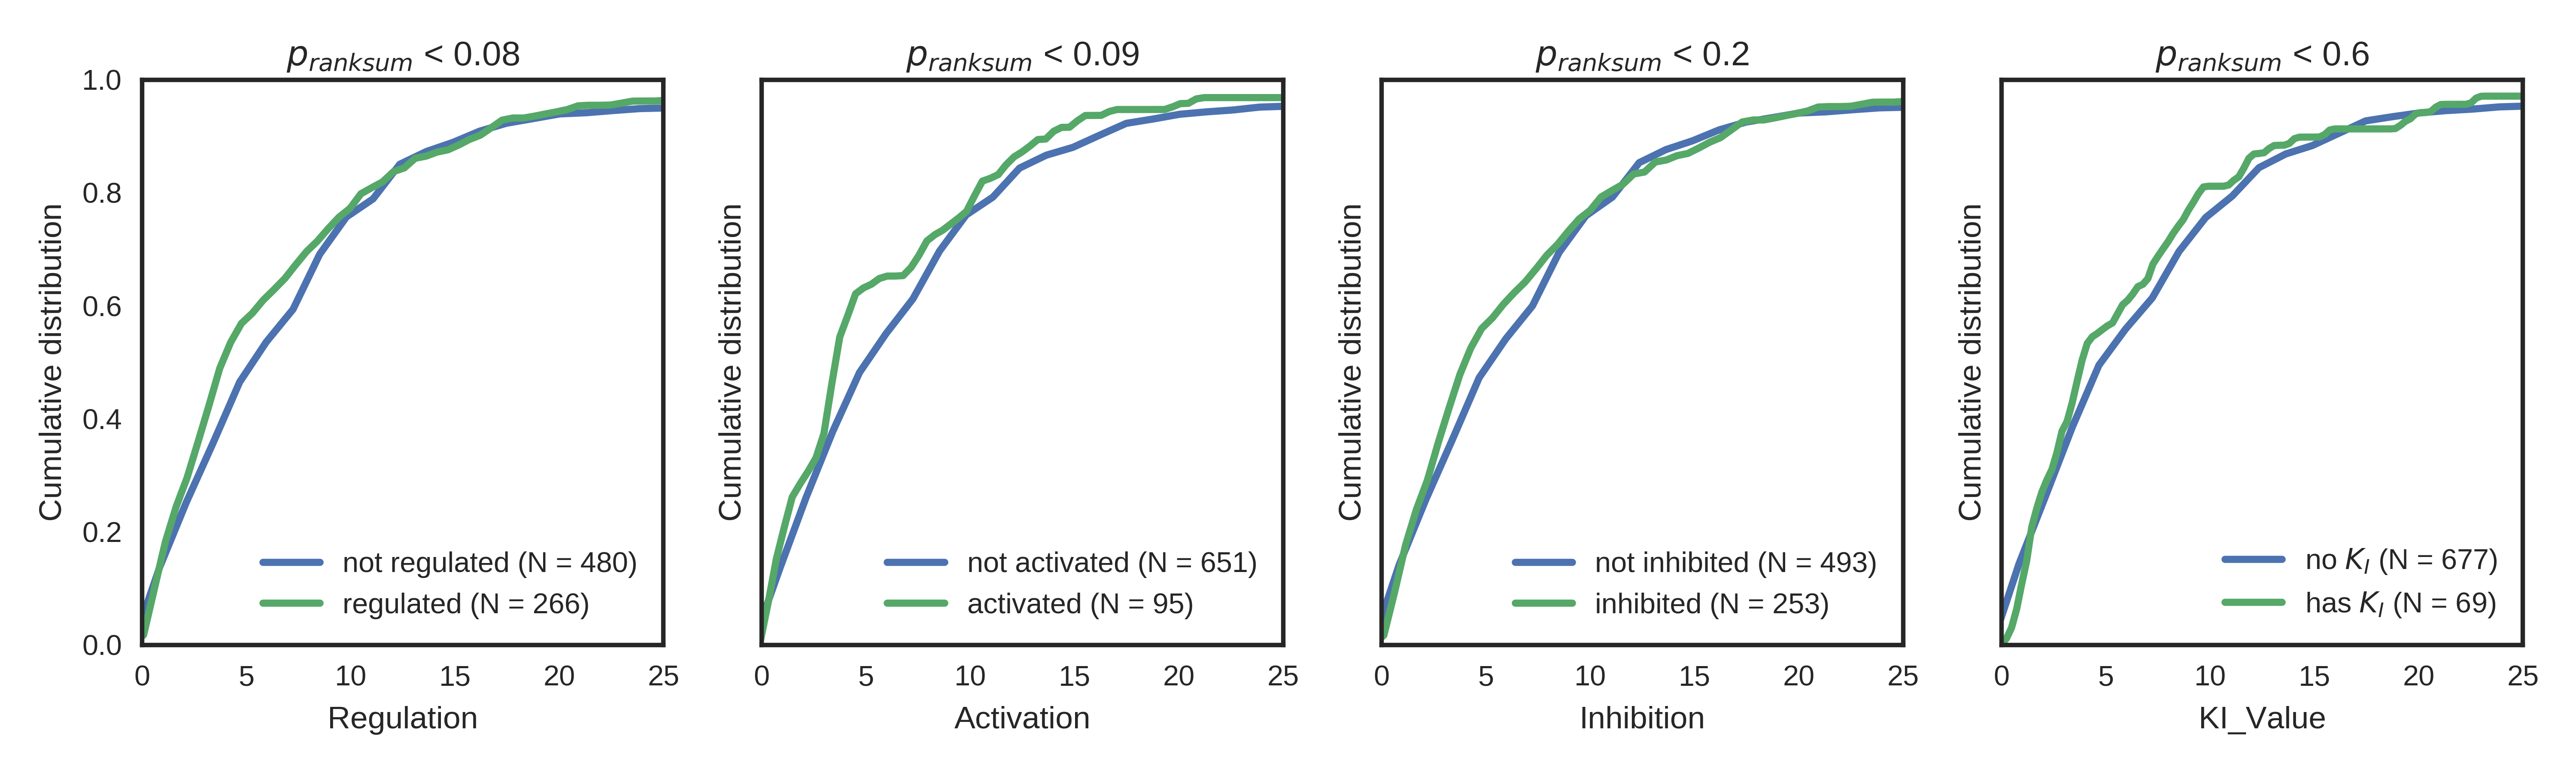 p_ranksum < 0.08
1.0
0.8
0.6
0.4
0.2
0.0
Cumulative distribution
not regulated (N = 480)
regulated (N = 266)
0 5 10 15 20 25
Regulation
p_ranksum < 0.09
Cumulative distribution
not activated (N = 651)
activated (N = 95)
0 5 10 15 20 25
Activation
p_ranksum < 0.2
Cumulative distribution
not inhibited (N = 493)
inhibited (N = 253)
0 5 10 15 20 25
Inhibition
p_ranksum < 0.6
Cumulative distribution
no K_I (N = 677)
has K_I (N = 69)
0 5 10 15 20 25
KI_Value